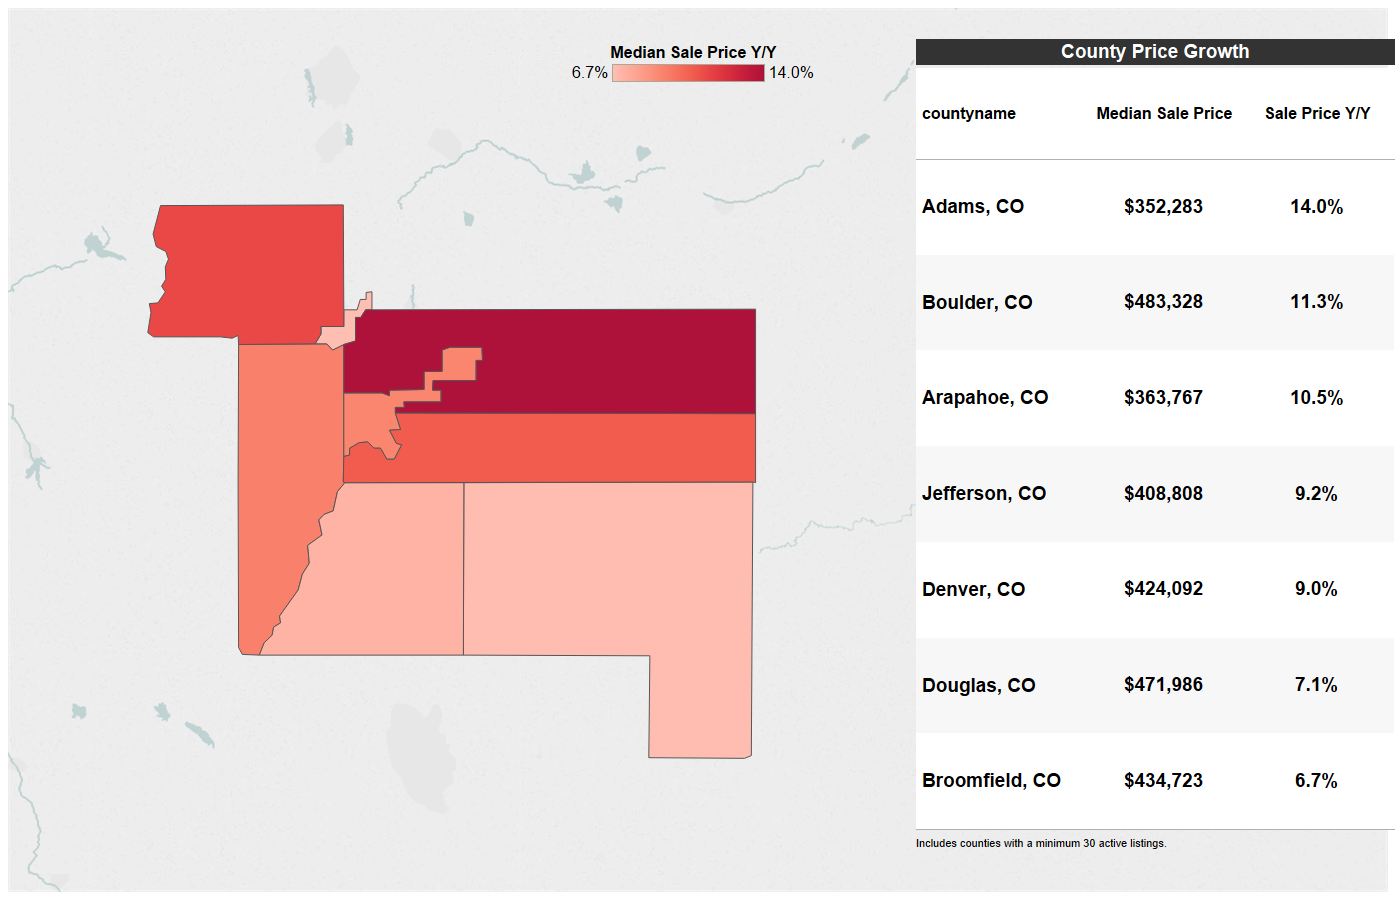 Median Sale Price Y/Y
6.7% 14.0%
County Price Growth
countyname Median Sale Price Sale Price Y/Y
Adams, CO $352,283 14.0%
Boulder, CO $483,328 11.3%
Arapahoe, CO $363,767 10.5%
Jefferson, CO $408,808 9.2%
Denver, CO $424,092 9.0%
Douglas, CO $471,986 7.1%
Broomfield, CO $434,723 6.7%
Includes counties with a minimum 30 active listings.